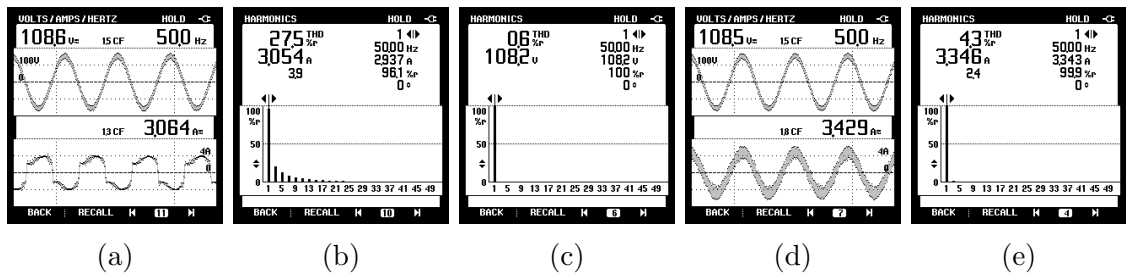 VOLTS/AMPS/HERTZ HOLD
108.6 V≂ 1.5 CF 50.0 Hz
100V
0
1.3 CF 3.064 A≂
4A
0
BACK RECALL 11
(a)
HARMONICS HOLD
27.5 THD %r 1
3.054 A 50.00 Hz
3.9 2.937 A
96.1 %r
0 °
100
%r
50
0
1 5 9 13 17 21 25 29 33 37 41 45 49
BACK RECALL 10
(b)
HARMONICS HOLD
0.6 THD %r 1
108.2 V 50.00 Hz
108.2 V
100 %r
0 °
100
%r
50
0
1 5 9 13 17 21 25 29 33 37 41 45 49
BACK RECALL 6
(c)
VOLTS/AMPS/HERTZ HOLD
108.5 V≂ 1.5 CF 50.0 Hz
100V
0
1.8 CF 3.429 A≂
4A
0
BACK RECALL 7
(d)
HARMONICS HOLD
4.3 THD %r 1
3.346 A 50.00 Hz
2.4 3.343 A
99.9 %r
0 °
100
%r
50
0
1 5 9 13 17 21 25 29 33 37 41 45 49
BACK RECALL 4
(e)